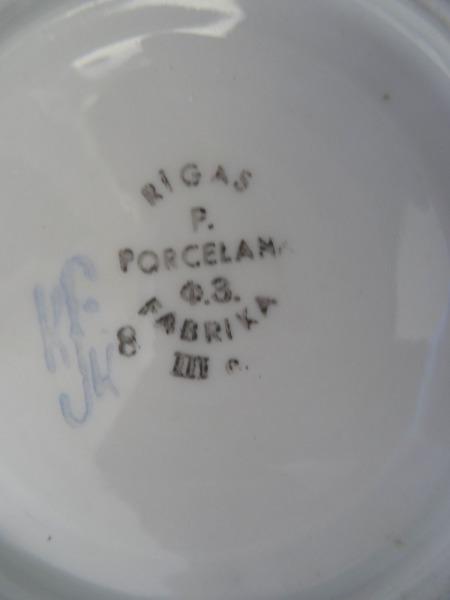 RIGAS
P.
PORCELANA
Ф.З.
FABRIKA
8
III c.